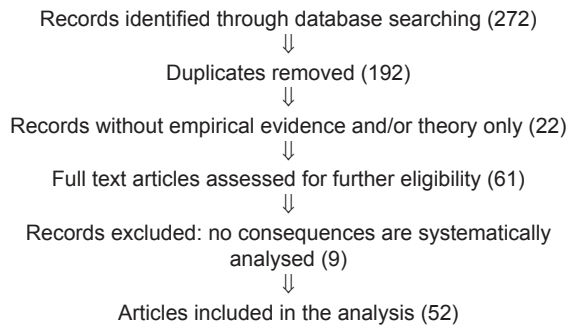 Records identified through database searching (272)
⇓
Duplicates removed (192)
⇓
Records without empirical evidence and/or theory only (22)
⇓
Full text articles assessed for further eligibility (61)
⇓
Records excluded: no consequences are systematically
analysed (9)
⇓
Articles included in the analysis (52)